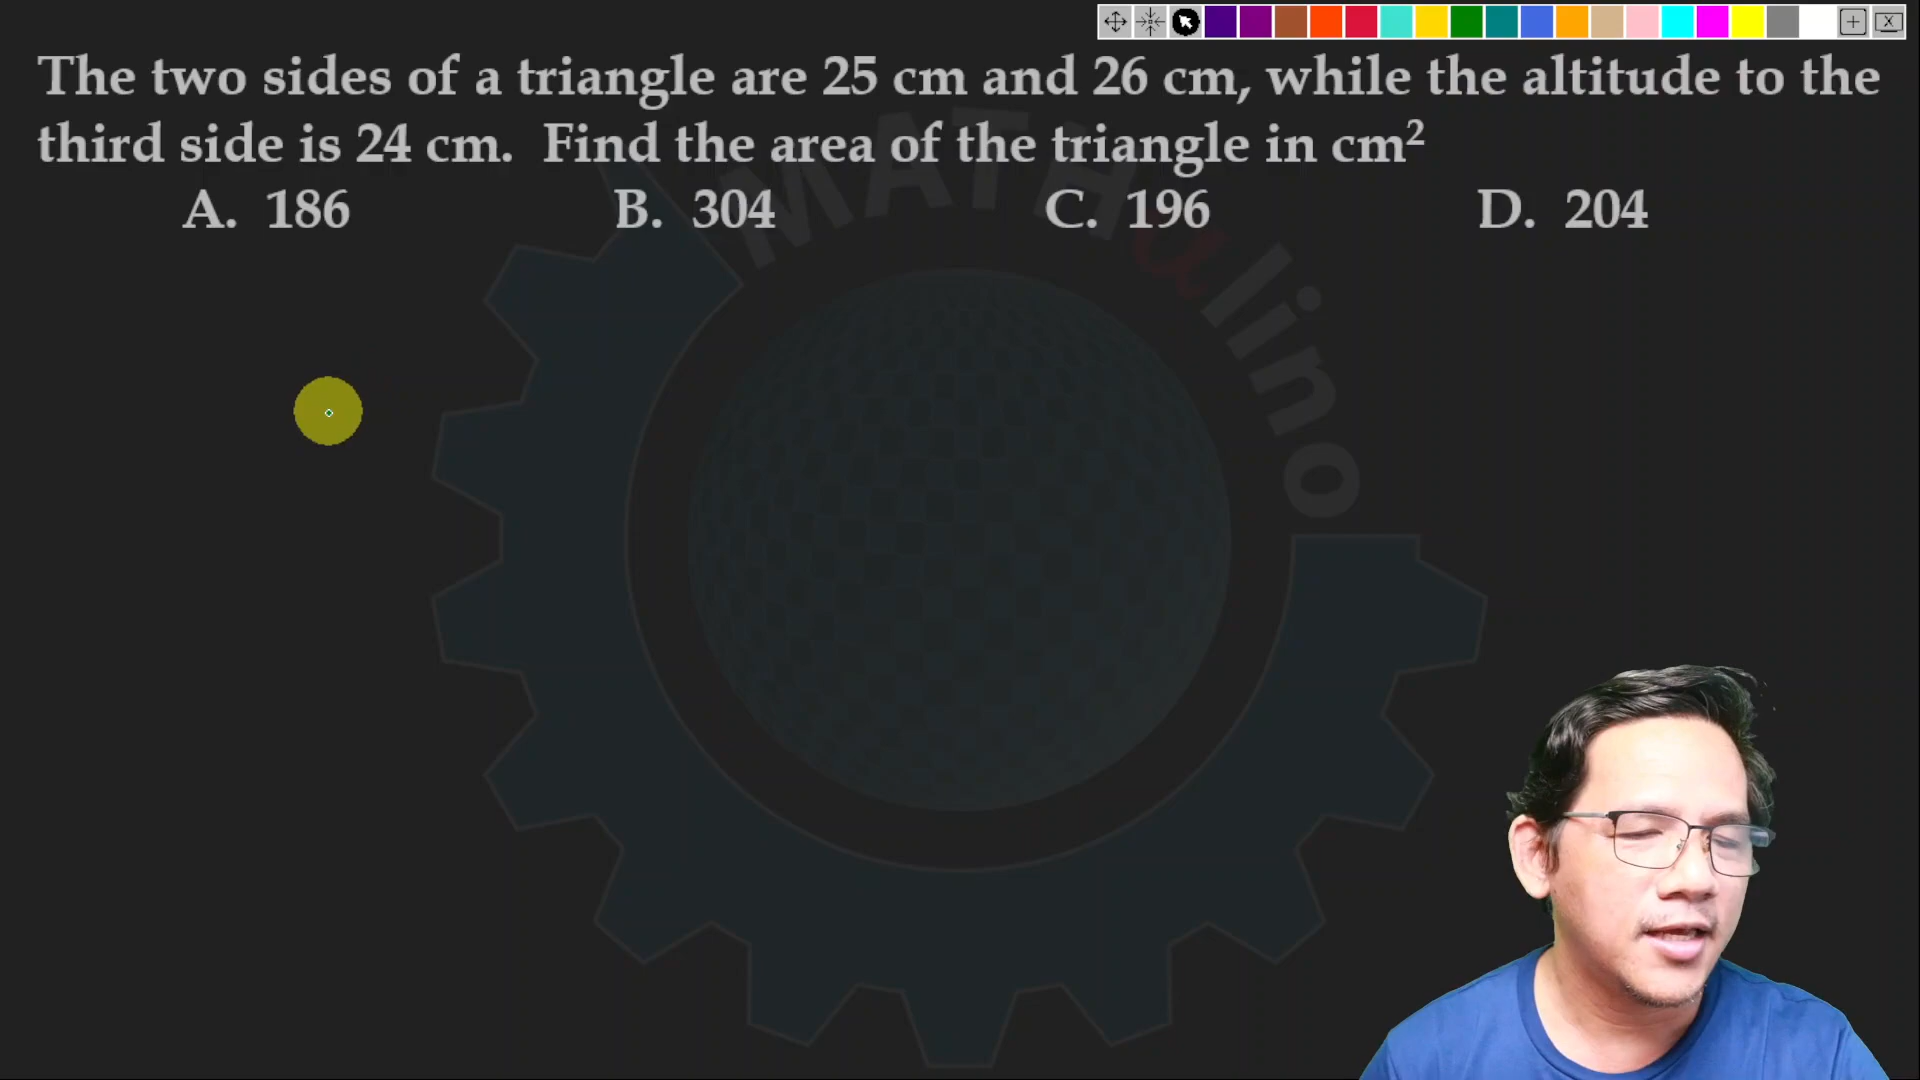 The two sides of a triangle are 25 cm and 26 cm, while the altitude to the
third side is 24 cm. Find the area of the triangle in cm²
A. 186 B. 304 C. 196 D. 204
MATHalino